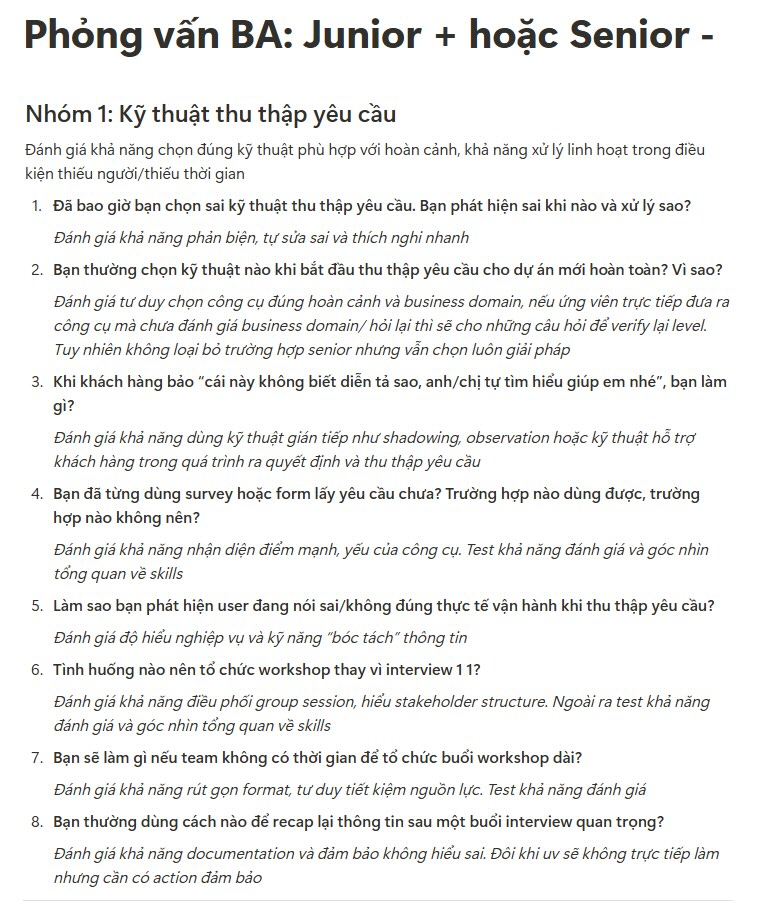 Phỏng vấn BA: Junior + hoặc Senior -
Nhóm 1: Kỹ thuật thu thập yêu cầu
Đánh giá khả năng chọn đúng kỹ thuật phù hợp với hoàn cảnh, khả năng xử lý linh hoạt trong điều
kiện thiếu người/thiếu thời gian
1. Đã bao giờ bạn chọn sai kỹ thuật thu thập yêu cầu. Bạn phát hiện sai khi nào và xử lý sao?
Đánh giá khả năng phản biện, tự sửa sai và thích nghi nhanh
2. Bạn thường chọn kỹ thuật nào khi bắt đầu thu thập yêu cầu cho dự án mới hoàn toàn? Vì sao?
Đánh giá tư duy chọn công cụ đúng hoàn cảnh và business domain, nếu ứng viên trực tiếp đưa ra
công cụ mà chưa đánh giá business domain/ hỏi lại thì sẽ cho những câu hỏi để verify lại level.
Tuy nhiên không loại bỏ trường hợp senior nhưng vẫn chọn luôn giải pháp
3. Khi khách hàng bảo “cái này không biết diễn tả sao, anh/chị tự tìm hiểu giúp em nhé”, bạn làm
gì?
Đánh giá khả năng dùng kỹ thuật gián tiếp như shadowing, observation hoặc kỹ thuật hỗ trợ
khách hàng trong quá trình ra quyết định và thu thập yêu cầu
4. Bạn đã từng dùng survey hoặc form lấy yêu cầu chưa? Trường hợp nào dùng được, trường
hợp nào không nên?
Đánh giá khả năng nhận diện điểm mạnh, yếu của công cụ. Test khả năng đánh giá và góc nhìn
tổng quan về skills
5. Làm sao bạn phát hiện user đang nói sai/không đúng thực tế vận hành khi thu thập yêu cầu?
Đánh giá độ hiểu nghiệp vụ và kỹ năng “bóc tách” thông tin
6. Tình huống nào nên tổ chức workshop thay vì interview 1 1?
Đánh giá khả năng điều phối group session, hiểu stakeholder structure. Ngoài ra test khả năng
đánh giá và góc nhìn tổng quan về skills
7. Bạn sẽ làm gì nếu team không có thời gian để tổ chức buổi workshop dài?
Đánh giá khả năng rút gọn format, tư duy tiết kiệm nguồn lực. Test khả năng đánh giá
8. Bạn thường dùng cách nào để recap lại thông tin sau một buổi interview quan trọng?
Đánh giá khả năng documentation và đảm bảo không hiểu sai. Đôi khi uv sẽ không trực tiếp làm
nhưng cần có action đảm bảo